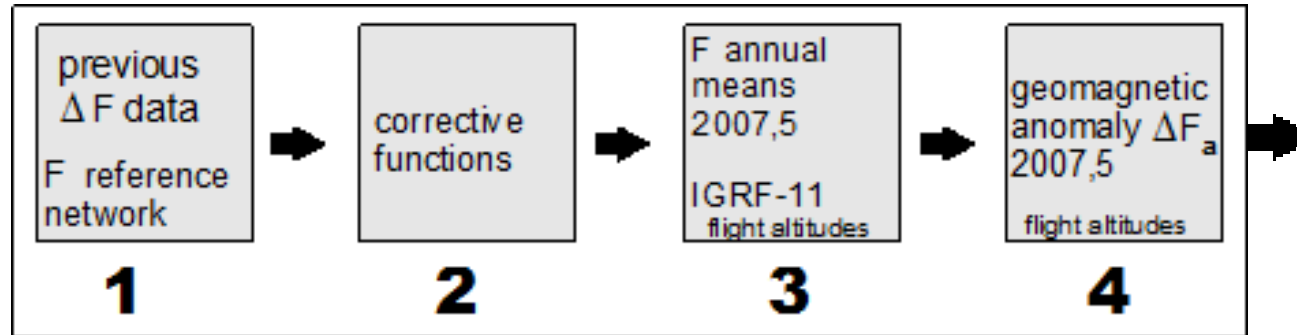 previous
Δ F data
F reference
network
corrective
functions
F annual
means
2007,5
IGRF-11
flight altitudes
geomagnetic
anomaly ΔFa
2007,5
flight altitudes
1
2
3
4